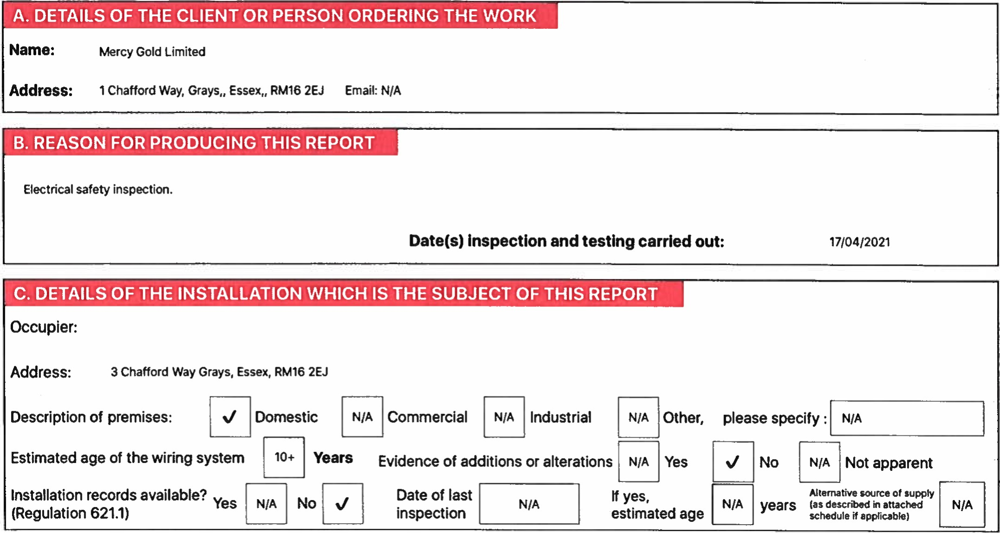 A. DETAILS OF THE CLIENT OR PERSON ORDERING THE WORK
Name: Mercy Gold Limited
Address: 1 Chafford Way, Grays,, Essex,, RM16 2EJ Email: N/A
B. REASON FOR PRODUCING THIS REPORT
Electrical safety inspection.
Date(s) inspection and testing carried out: 17/04/2021
C. DETAILS OF THE INSTALLATION WHICH IS THE SUBJECT OF THIS REPORT
Occupier:
Address: 3 Chafford Way Grays, Essex, RM16 2EJ
Description of premises: ✓ Domestic N/A Commercial N/A Industrial N/A Other, please specify : N/A
Estimated age of the wiring system 10+ Years Evidence of additions or alterations N/A Yes ✓ No N/A Not apparent
Installation records available? Yes N/A No ✓ Date of last N/A If yes, N/A years Alternative source of supply N/A
(Regulation 621.1) inspection estimated age (as described in attached
schedule if applicable)